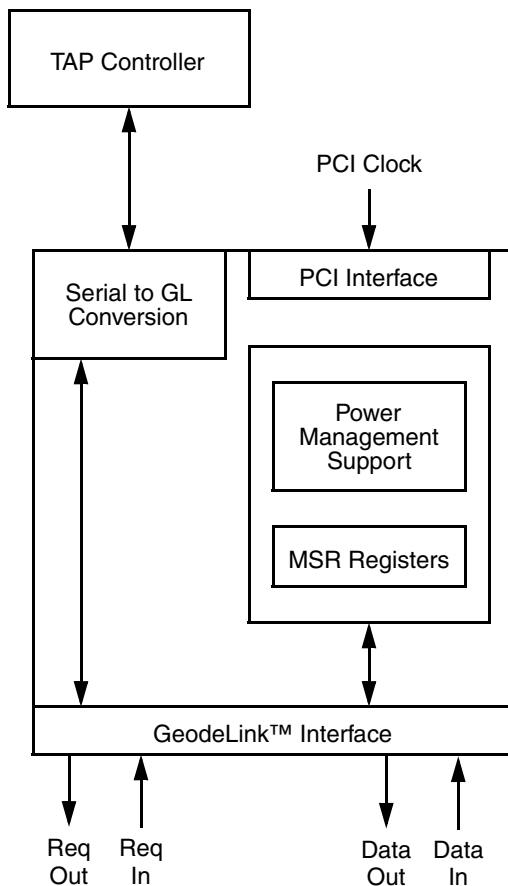 TAP Controller
PCI Clock
Serial to GL
Conversion
PCI Interface
Power
Management
Support
MSR Registers
GeodeLink™ Interface
Req
Out
Req
In
Data
Out
Data
In